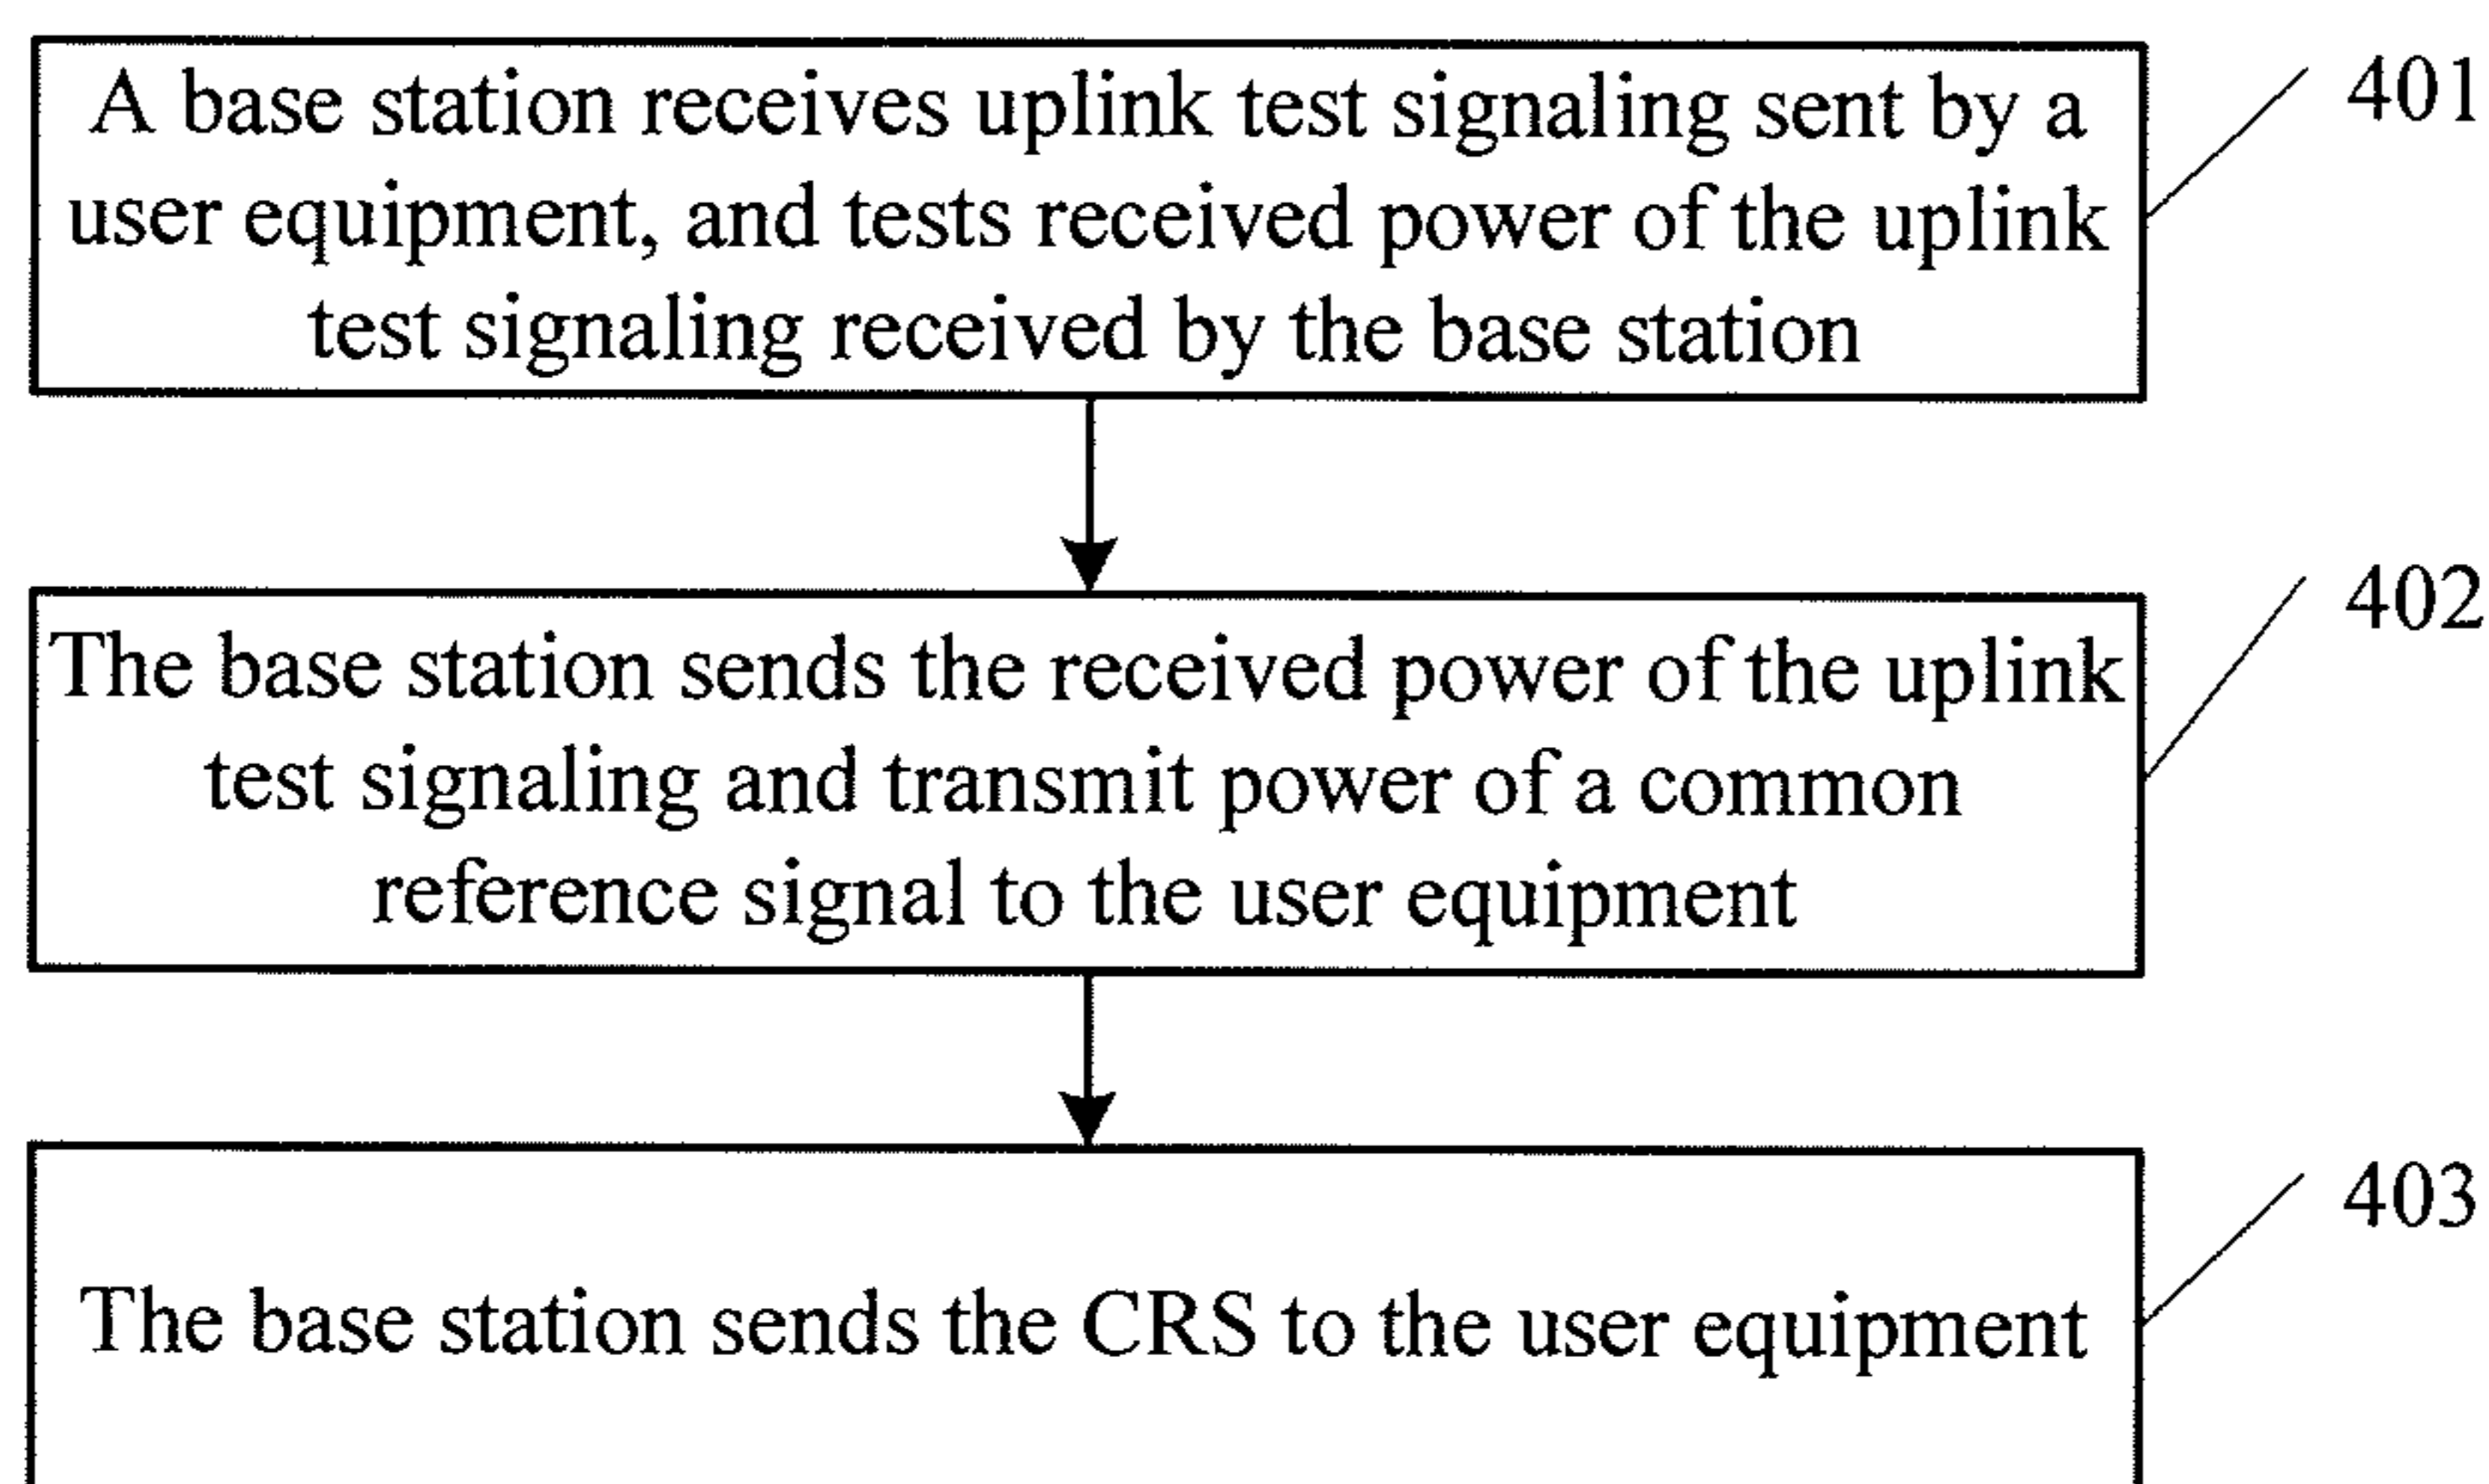 A base station receives uplink test signaling sent by a
user equipment, and tests received power of the uplink
test signaling received by the base station
401
The base station sends the received power of the uplink
test signaling and transmit power of a common
reference signal to the user equipment
402
The base station sends the CRS to the user equipment
403